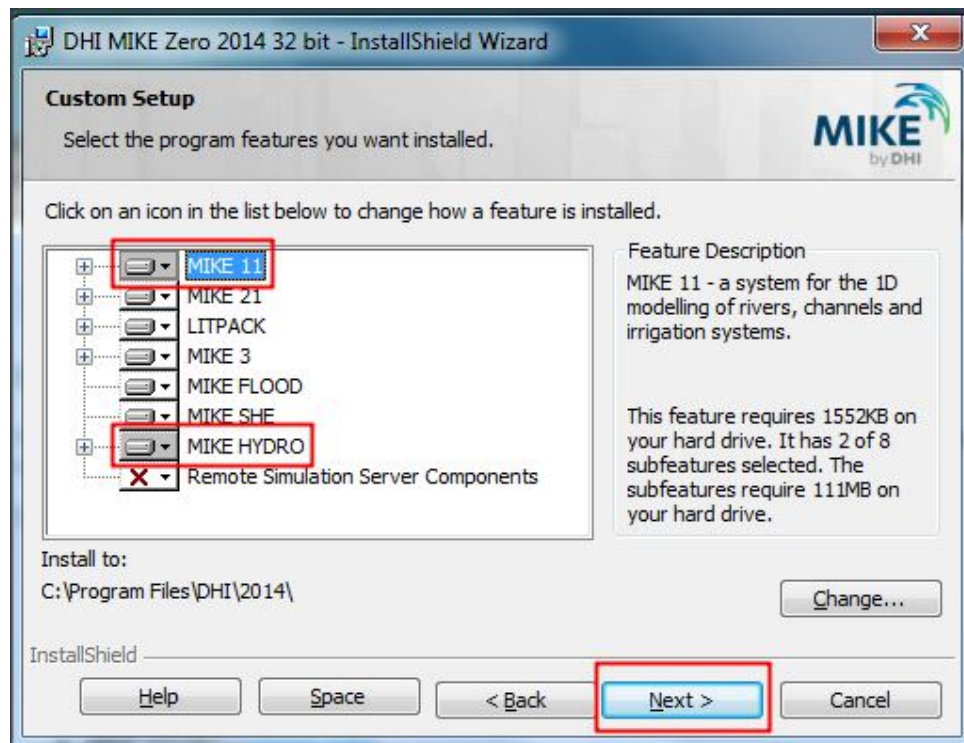 DHI MIKE Zero 2014 32 bit - InstallShield Wizard
Custom Setup
Select the program features you want installed.
MIKE
by DHI
Click on an icon in the list below to change how a feature is installed.
MIKE 11
MIKE 21
LITPACK
MIKE 3
MIKE FLOOD
MIKE SHE
MIKE HYDRO
Remote Simulation Server Components
Feature Description
MIKE 11 - a system for the 1D
modelling of rivers, channels and
irrigation systems.
This feature requires 1552KB on
your hard drive. It has 2 of 8
subfeatures selected. The
subfeatures require 111MB on
your hard drive.
Install to:
C:\Program Files\DHI\2014\
Change...
InstallShield
Help
Space
< Back
Next >
Cancel